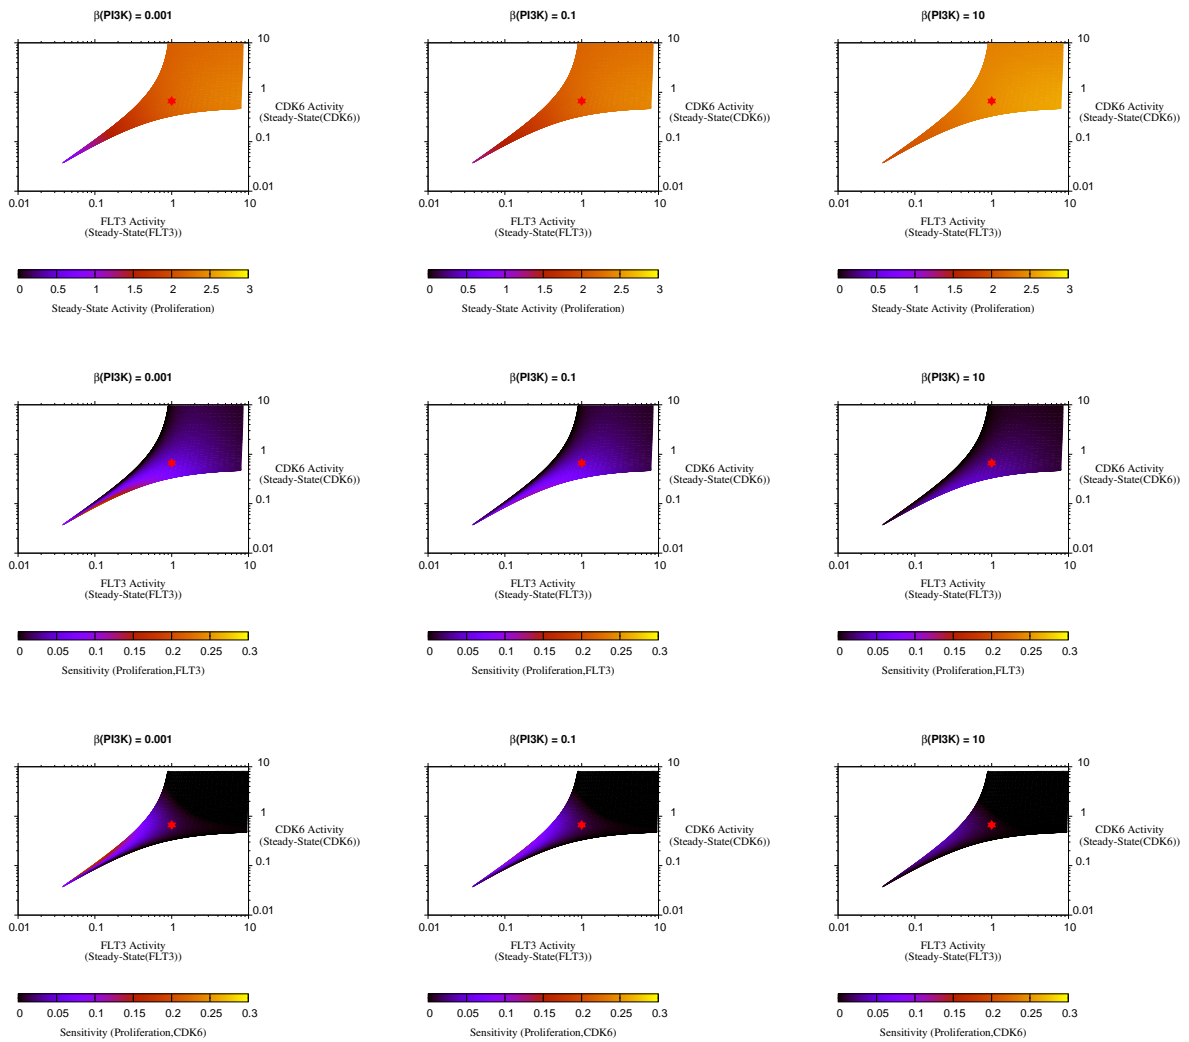 β(PI3K) = 0.001
10
1
CDK6 Activity
(Steady-State(CDK6))
0.1
0.01
0.01 0.1 1 10
FLT3 Activity
(Steady-State(FLT3))
0 0.5 1 1.5 2 2.5 3
Steady-State Activity (Proliferation)
β(PI3K) = 0.1
10
1
CDK6 Activity
(Steady-State(CDK6))
0.1
0.01
0.01 0.1 1 10
FLT3 Activity
(Steady-State(FLT3))
0 0.5 1 1.5 2 2.5 3
Steady-State Activity (Proliferation)
β(PI3K) = 10
10
1
CDK6 Activity
(Steady-State(CDK6))
0.1
0.01
0.01 0.1 1 10
FLT3 Activity
(Steady-State(FLT3))
0 0.5 1 1.5 2 2.5 3
Steady-State Activity (Proliferation)
β(PI3K) = 0.001
10
1
CDK6 Activity
(Steady-State(CDK6))
0.1
0.01
0.01 0.1 1 10
FLT3 Activity
(Steady-State(FLT3))
0 0.05 0.1 0.15 0.2 0.25 0.3
Sensitivity (Proliferation,FLT3)
β(PI3K) = 0.1
10
1
CDK6 Activity
(Steady-State(CDK6))
0.1
0.01
0.01 0.1 1 10
FLT3 Activity
(Steady-State(FLT3))
0 0.05 0.1 0.15 0.2 0.25 0.3
Sensitivity (Proliferation,FLT3)
β(PI3K) = 10
10
1
CDK6 Activity
(Steady-State(CDK6))
0.1
0.01
0.01 0.1 1 10
FLT3 Activity
(Steady-State(FLT3))
0 0.05 0.1 0.15 0.2 0.25 0.3
Sensitivity (Proliferation,FLT3)
β(PI3K) = 0.001
10
1
CDK6 Activity
(Steady-State(CDK6))
0.1
0.01
0.01 0.1 1 10
FLT3 Activity
(Steady-State(FLT3))
0 0.05 0.1 0.15 0.2 0.25 0.3
Sensitivity (Proliferation,CDK6)
β(PI3K) = 0.1
10
1
CDK6 Activity
(Steady-State(CDK6))
0.1
0.01
0.01 0.1 1 10
FLT3 Activity
(Steady-State(FLT3))
0 0.05 0.1 0.15 0.2 0.25 0.3
Sensitivity (Proliferation,CDK6)
β(PI3K) = 10
10
1
CDK6 Activity
(Steady-State(CDK6))
0.1
0.01
0.01 0.1 1 10
FLT3 Activity
(Steady-State(FLT3))
0 0.05 0.1 0.15 0.2 0.25 0.3
Sensitivity (Proliferation,CDK6)